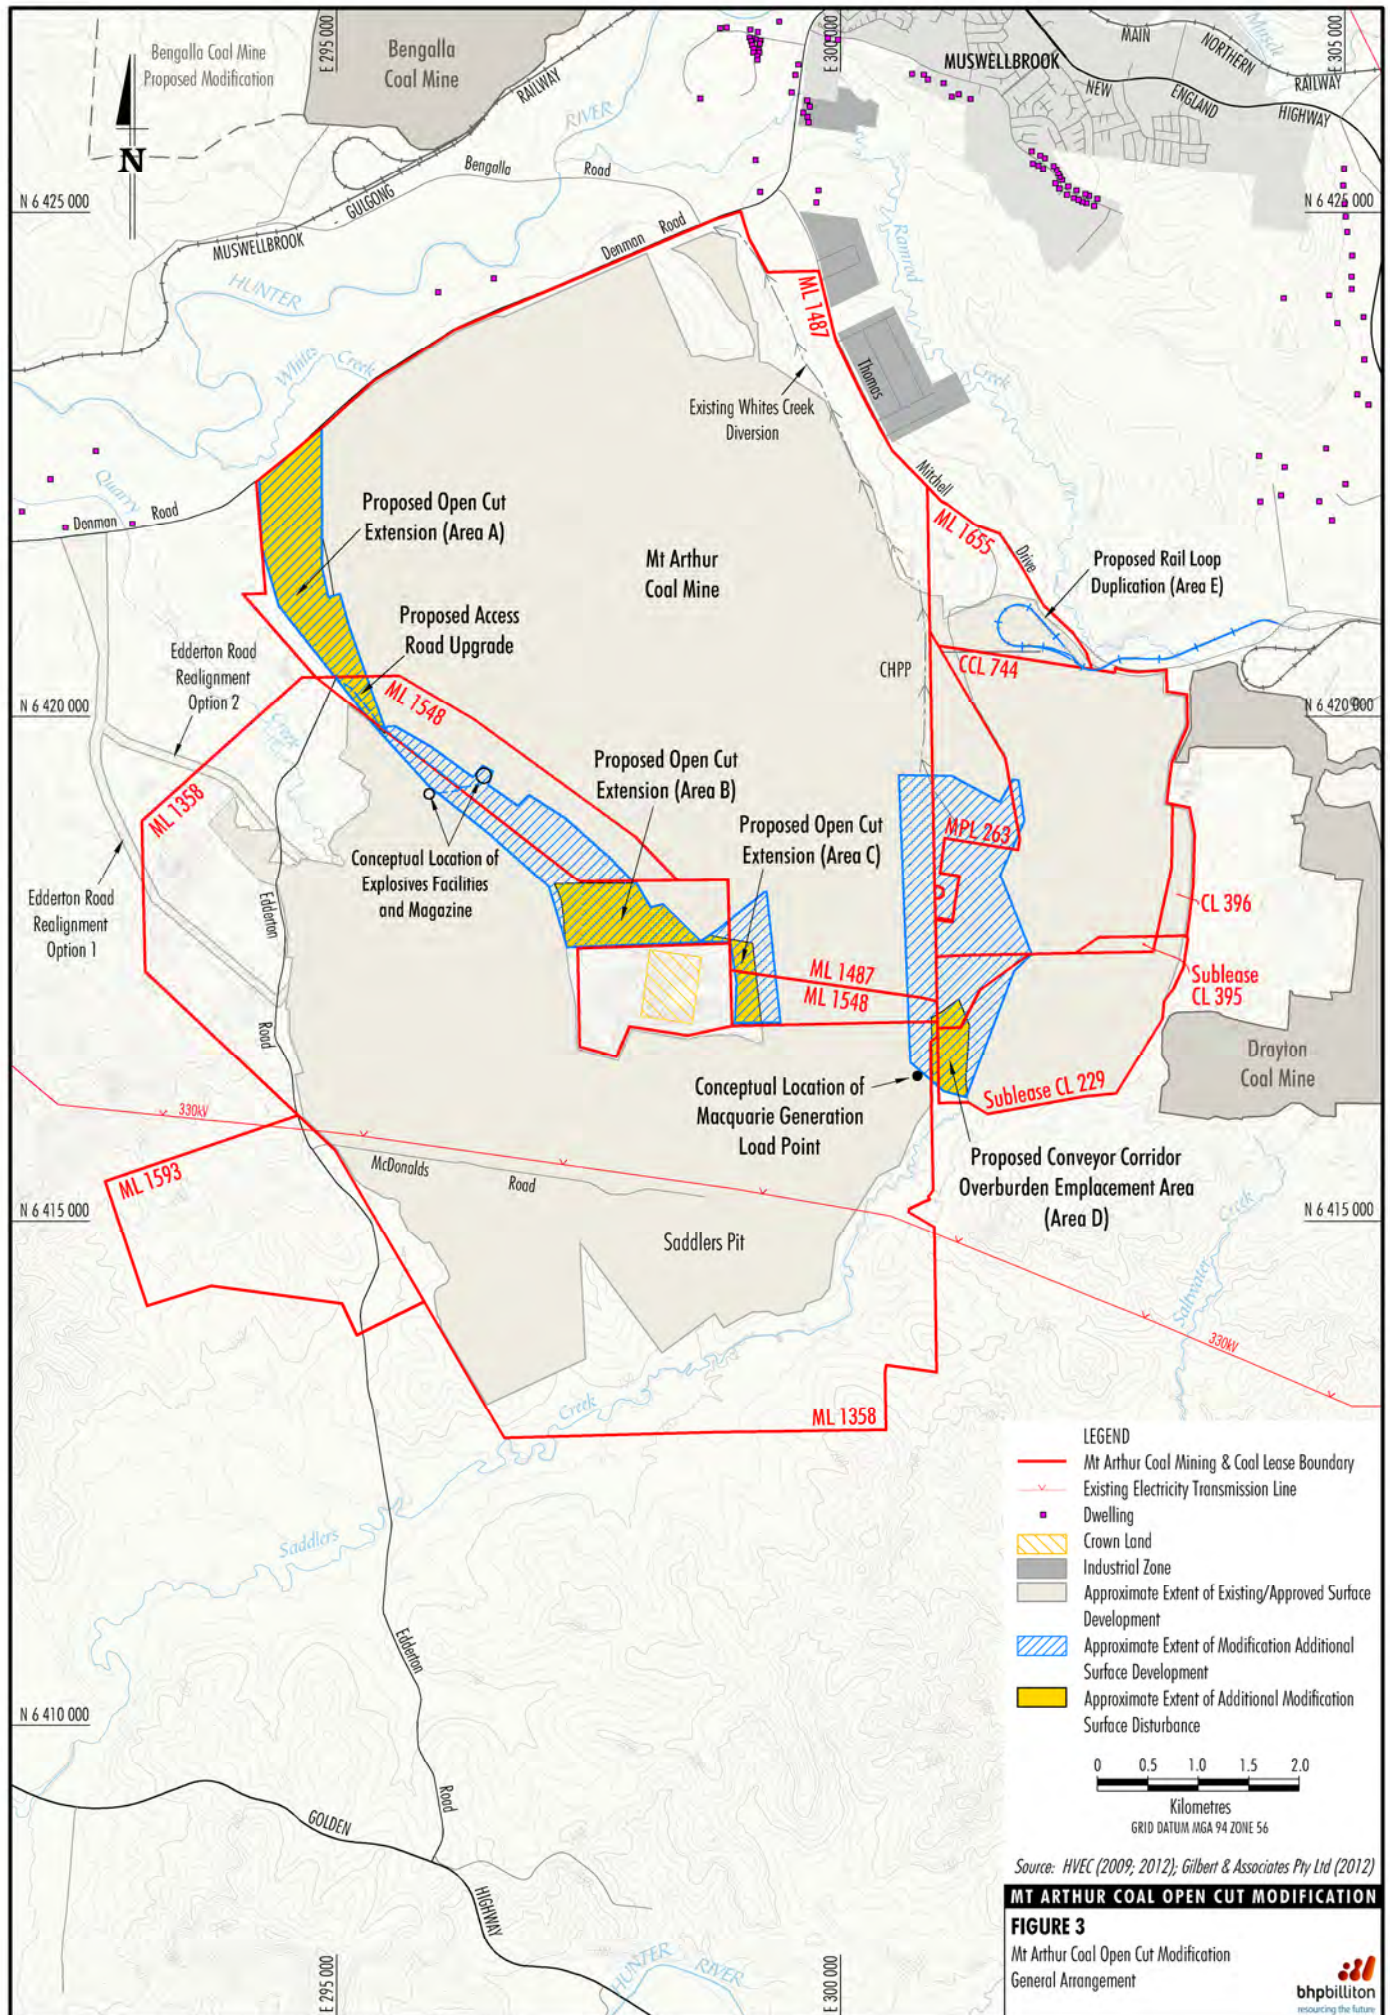 Bengalla Coal Mine
Proposed Modification
E 295 000
Bengalla
Coal Mine
RAILWAY
RIVER
E 300 000
MUSWELLBROOK
MAIN
NORTHERN
RAILWAY
Muscle
E 305 000
NEW
ENGLAND
HIGHWAY
N
Bengalla
Road
GULGONG
MUSWELLBROOK
N 6 425 000
N 6 425 000
Denman
Road
HUNTER
Ramrod
Creek
ML 1487
Whites
Creek
Thomas
Existing Whites Creek
Diversion
Mitchell
Drive
Quarry
Denman
Road
Proposed Open Cut
Extension (Area A)
Mt Arthur
Coal Mine
ML 1655
Proposed Rail Loop
Duplication (Area E)
Proposed Access
Road Upgrade
Edderton Road
Realignment
Option 2
CHPP
CCL 744
ML 1548
N 6 420 000
N 6 420 000
Proposed Open Cut
Extension (Area B)
ML 1358
Proposed Open Cut
Extension (Area C)
MPL 263
Conceptual Location of
Explosives Facilities
and Magazine
Edderton Road
Realignment
Option 1
Edderton
Road
CL 396
ML 1487
ML 1548
Sublease
CL 395
Drayton
Coal Mine
Conceptual Location of
Macquarie Generation
Load Point
Sublease CL 229
330kV
McDonalds
Road
ML 1593
Proposed Conveyor Corridor
Overburden Emplacement Area
(Area D)
N 6 415 000
N 6 415 000
Saddlers Pit
Creek
Saltwater
330kV
Creek
ML 1358
Saddlers
Edderton
Road
N 6 410 000
GOLDEN
HIGHWAY
HUNTER
RIVER
E 295 000
E 300 000
LEGEND
Mt Arthur Coal Mining & Coal Lease Boundary
Existing Electricity Transmission Line
Dwelling
Crown Land
Industrial Zone
Approximate Extent of Existing/Approved Surface
Development
Approximate Extent of Modification Additional
Surface Development
Approximate Extent of Additional Modification
Surface Disturbance
0 0.5 1.0 1.5 2.0
Kilometres
GRID DATUM MGA 94 ZONE 56
Source: HVEC (2009; 2012); Gilbert & Associates Pty Ltd (2012)
MT ARTHUR COAL OPEN CUT MODIFICATION
FIGURE 3
Mt Arthur Coal Open Cut Modification
General Arrangement
bhpbilliton
resourcing the future